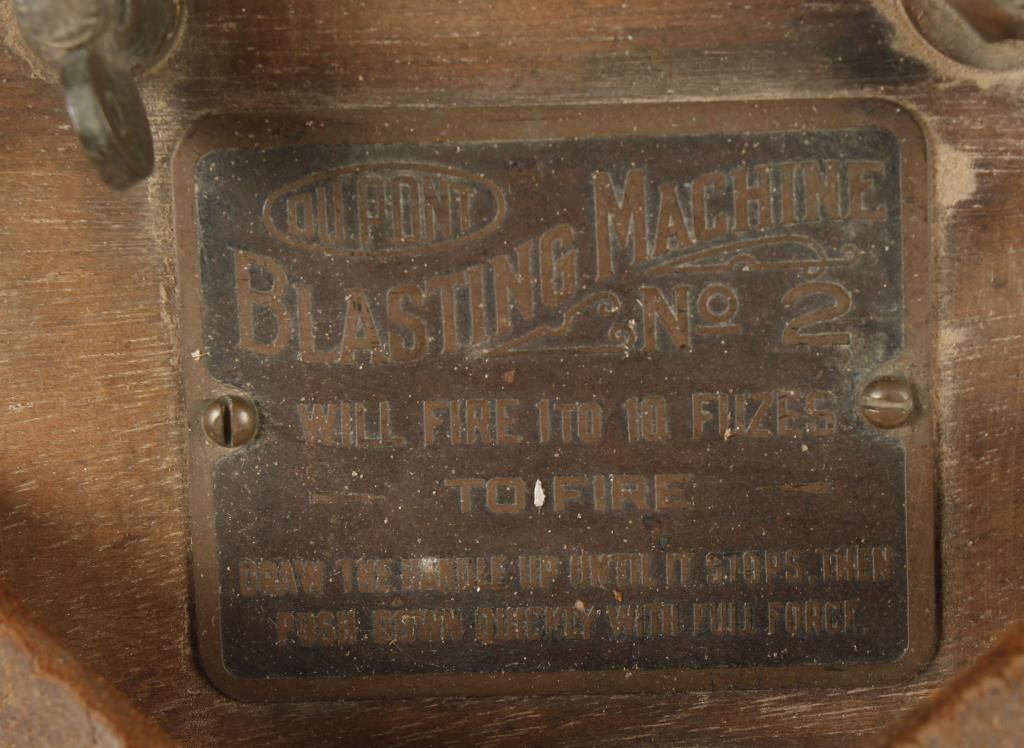 DU PONT
BLASTING MACHINE
No 2
WILL FIRE 1 TO 10 FUZES
TO FIRE
DRAW THE HANDLE UP UNTIL IT STOPS, THEN
PUSH DOWN QUICKLY WITH FULL FORCE.